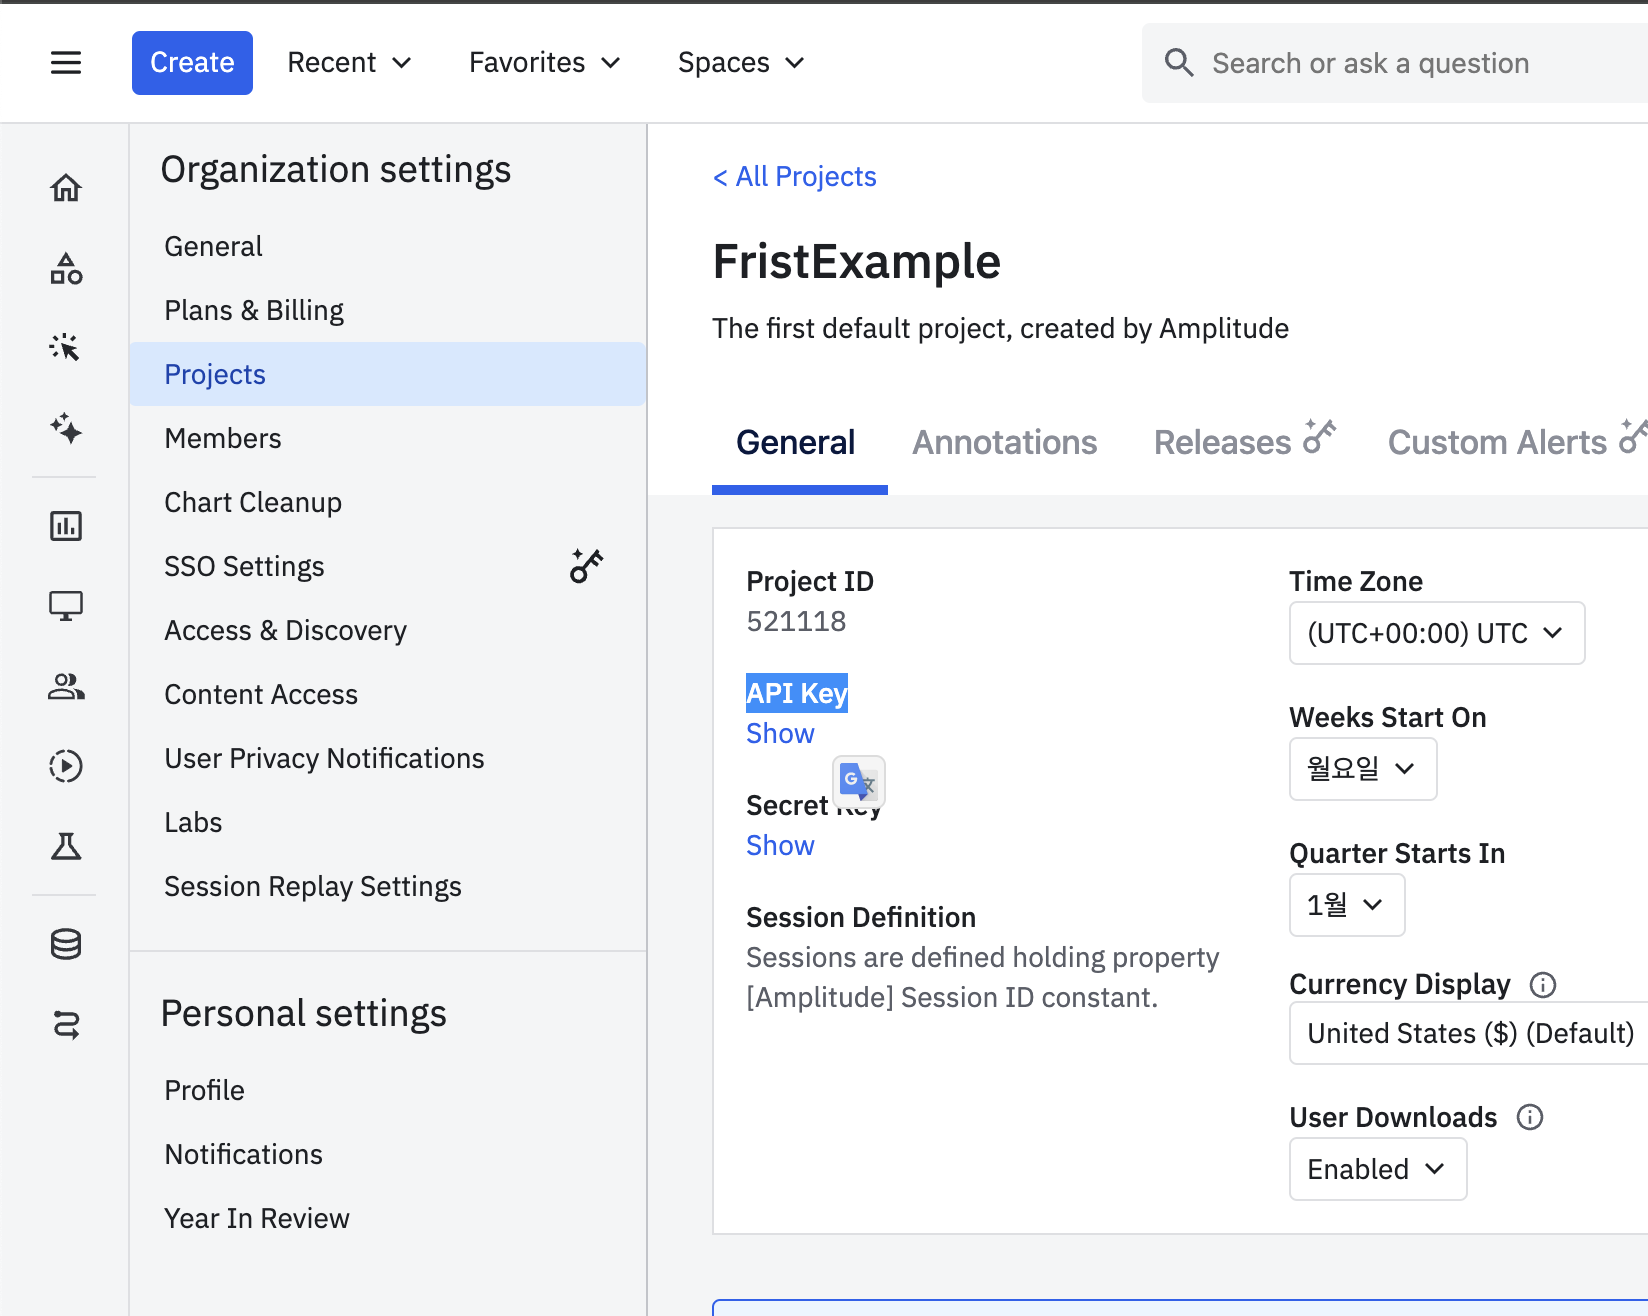 Create
Recent
Favorites
Spaces
Search or ask a question
Organization settings
General
Plans & Billing
Projects
Members
Chart Cleanup
SSO Settings
Access & Discovery
Content Access
User Privacy Notifications
Labs
Session Replay Settings
Personal settings
Profile
Notifications
Year In Review
< All Projects
FristExample
The first default project, created by Amplitude
General
Annotations
Releases
Custom Alerts
Project ID
521118
API Key
Show
G 文
Secret Key
Show
Session Definition
Sessions are defined holding property
[Amplitude] Session ID constant.
Time Zone
(UTC+00:00) UTC
Weeks Start On
월요일
Quarter Starts In
1월
Currency Display
United States ($) (Default)
User Downloads
Enabled